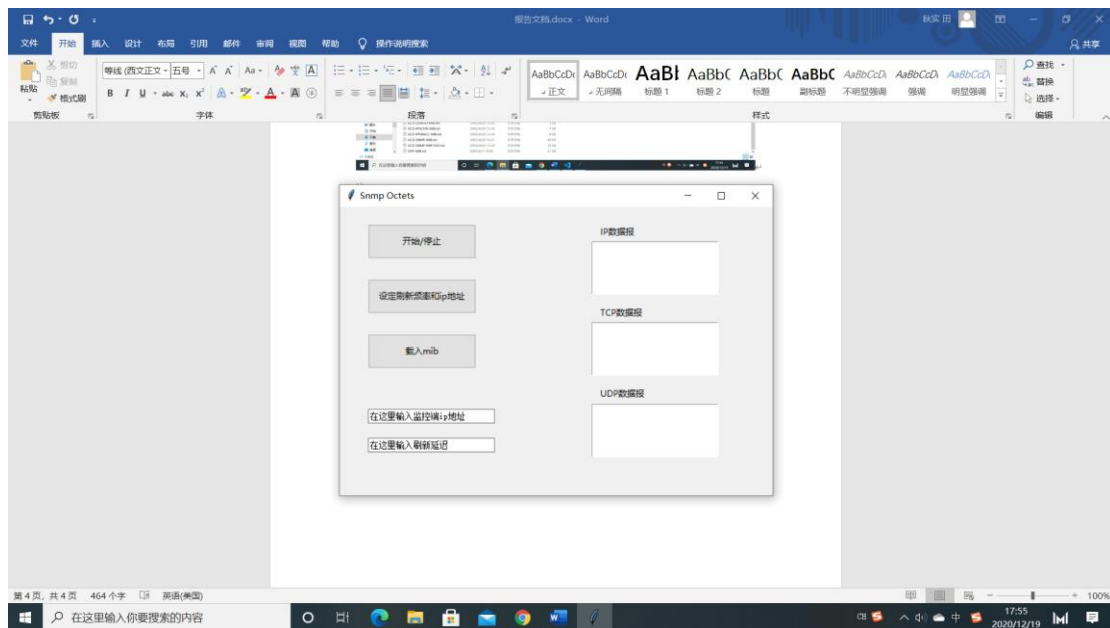 报告文档.docx - Word
秋实 田
文件 开始 插入 设计 布局 引用 邮件 审阅 视图 帮助 操作说明搜索 共享
粘贴 剪切 复制 格式刷
等线 (西文正文 五号 A A Aa
B I U abc X₂ X² A A A
AaBbCcDc AaBbCcDc AaBl AaBbC AaBbC AaBbC AaBbCcD AaBbCcD AaBbCcD
正文 无间隔 标题 1 标题 2 标题 副标题 不明显强调 强调 明显强调
查找
替换
选择
剪贴板 字体 段落 样式 编辑
Snmp Octets
开始/停止
设定刷新频率和ip地址
载入mib
在这里输入监控端ip地址
在这里输入刷新延迟
IP数据报
TCP数据报
UDP数据报
第 4 页, 共 4 页 464 个字 英语(美国) 100%
在这里输入你要搜索的内容
CH 中 17:55
2020/12/19